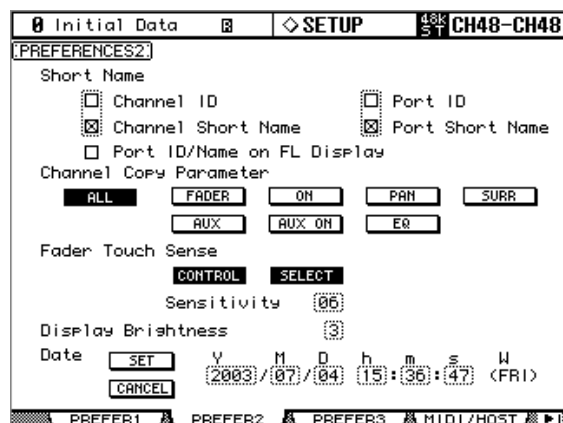 0 Initial Data R ◇SETUP 48K ST CH48-CH48
PREFERENCES2
Short Name
Channel ID Port ID
Channel Short Name Port Short Name
Port ID/Name on FL Display
Channel Copy Parameter
ALL FADER ON PAN SURR
AUX AUX ON EQ
Fader Touch Sense
CONTROL SELECT
Sensitivity 06
Display Brightness 3
Date SET Y M D h m s W
2003/07/04 15:36:47 (FRI)
CANCEL
PREFER1 PREFER2 PREFER3 MIDI/HOST